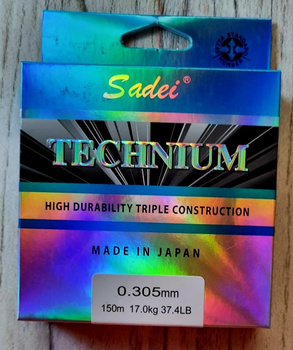 Sadei®
TECHNIUM
HIGH DURABILITY TRIPLE CONSTRUCTION
MADE IN JAPAN
0.305mm
150m 17.0kg 37.4LB